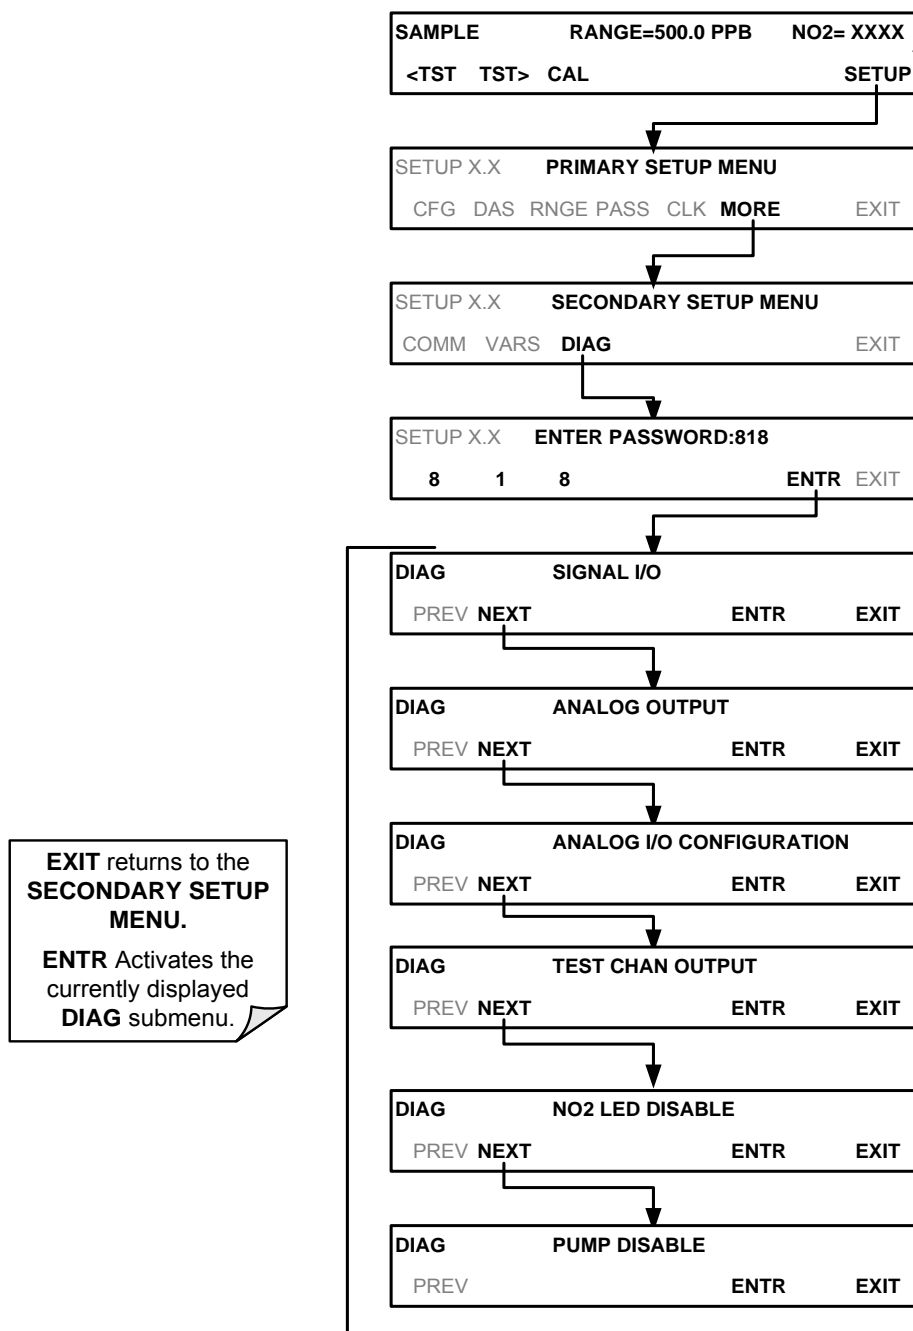 SAMPLE RANGE=500.0 PPB NO2= XXXX
<TST TST> CAL SETUP
SETUP X.X PRIMARY SETUP MENU
CFG DAS RNGE PASS CLK MORE EXIT
SETUP X.X SECONDARY SETUP MENU
COMM VARS DIAG EXIT
SETUP X.X ENTER PASSWORD:818
8 1 8 ENTR EXIT
DIAG SIGNAL I/O
PREV NEXT ENTR EXIT
DIAG ANALOG OUTPUT
PREV NEXT ENTR EXIT
DIAG ANALOG I/O CONFIGURATION
PREV NEXT ENTR EXIT
DIAG TEST CHAN OUTPUT
PREV NEXT ENTR EXIT
DIAG NO2 LED DISABLE
PREV NEXT ENTR EXIT
DIAG PUMP DISABLE
PREV ENTR EXIT
EXIT returns to the
SECONDARY SETUP
MENU.
ENTR Activates the
currently displayed
DIAG submenu.